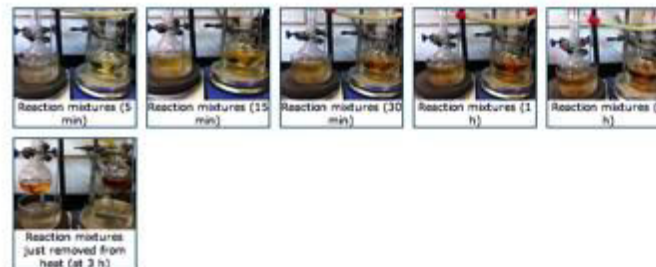 Reaction mixtures (5
min)
Reaction mixtures (15
min)
Reaction mixtures (30
min)
Reaction mixtures (1
h)
Reaction mixtures (
h)
Reaction mixtures
just removed from
heat (at 3 h)